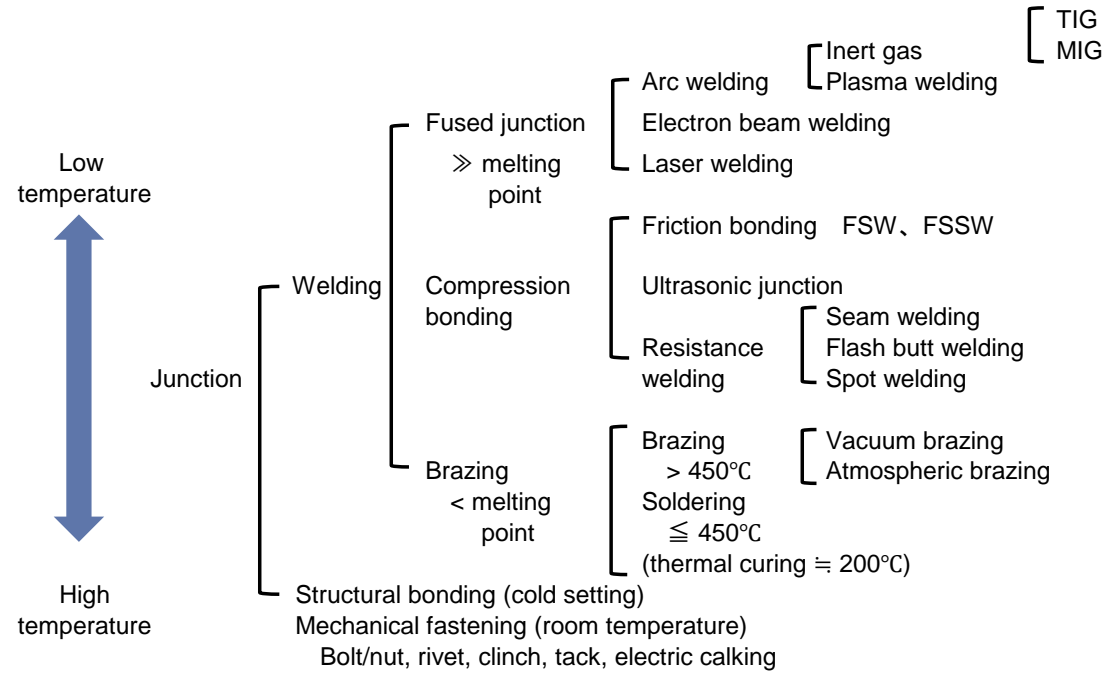 TIG
MIG
Inert gas
Plasma welding
Arc welding
Electron beam welding
Laser welding
Fused junction
≫ melting
point
Low
temperature
Friction bonding FSW、FSSW
Ultrasonic junction
Welding
Compression
bonding
Seam welding
Flash butt welding
Spot welding
Resistance
welding
Junction
Brazing
> 450℃
Vacuum brazing
Atmospheric brazing
Brazing
< melting
point
Soldering
≦ 450℃
(thermal curing ≒ 200℃)
High
temperature
Structural bonding (cold setting)
Mechanical fastening (room temperature)
Bolt/nut, rivet, clinch, tack, electric calking